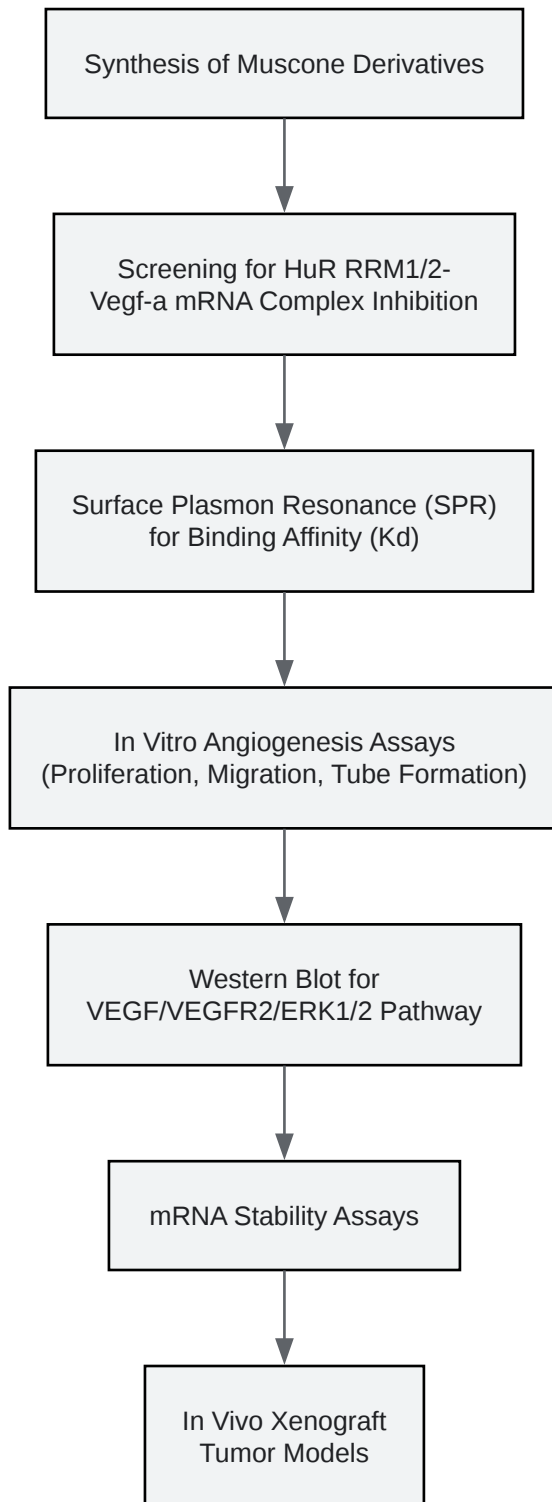 Synthesis of Muscone Derivatives
Screening for HuR RRM1/2-
Vegf-a mRNA Complex Inhibition
Surface Plasmon Resonance (SPR)
for Binding Affinity (Kd)
In Vitro Angiogenesis Assays
(Proliferation, Migration, Tube Formation)
Western Blot for
VEGF/VEGFR2/ERK1/2 Pathway
mRNA Stability Assays
In Vivo Xenograft
Tumor Models